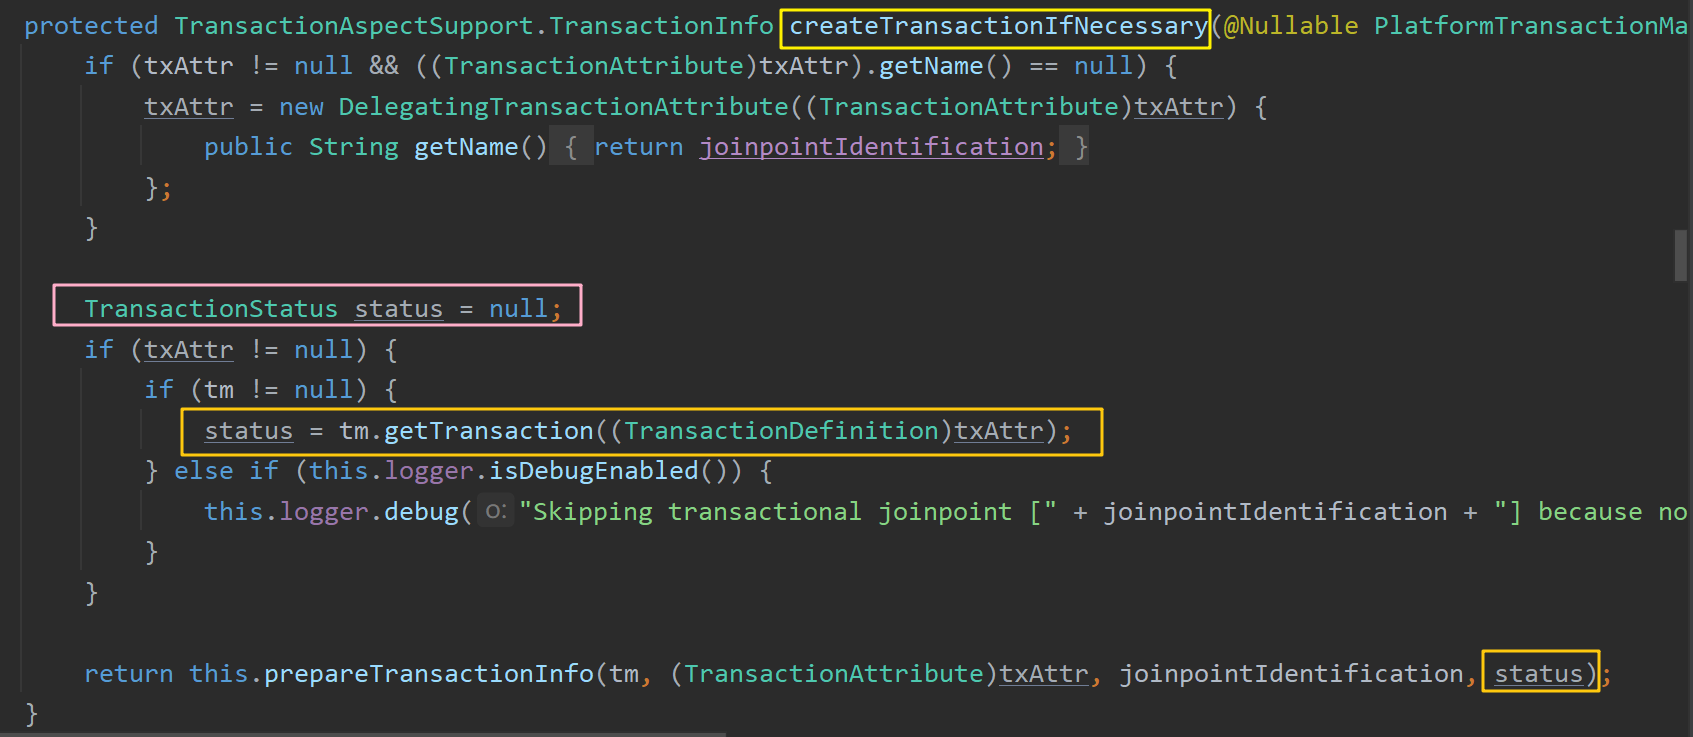 protected TransactionAspectSupport.TransactionInfo createTransactionIfNecessary(@Nullable PlatformTransactionMa
if (txAttr != null && ((TransactionAttribute)txAttr).getName() == null) {
txAttr = new DelegatingTransactionAttribute((TransactionAttribute)txAttr) {
public String getName() { return joinpointIdentification; }
};
}
TransactionStatus status = null;
if (txAttr != null) {
if (tm != null) {
status = tm.getTransaction((TransactionDefinition)txAttr);
} else if (this.logger.isDebugEnabled()) {
this.logger.debug( o: "Skipping transactional joinpoint [" + joinpointIdentification + "] because no
}
}
return this.prepareTransactionInfo(tm, (TransactionAttribute)txAttr, joinpointIdentification, status);
}